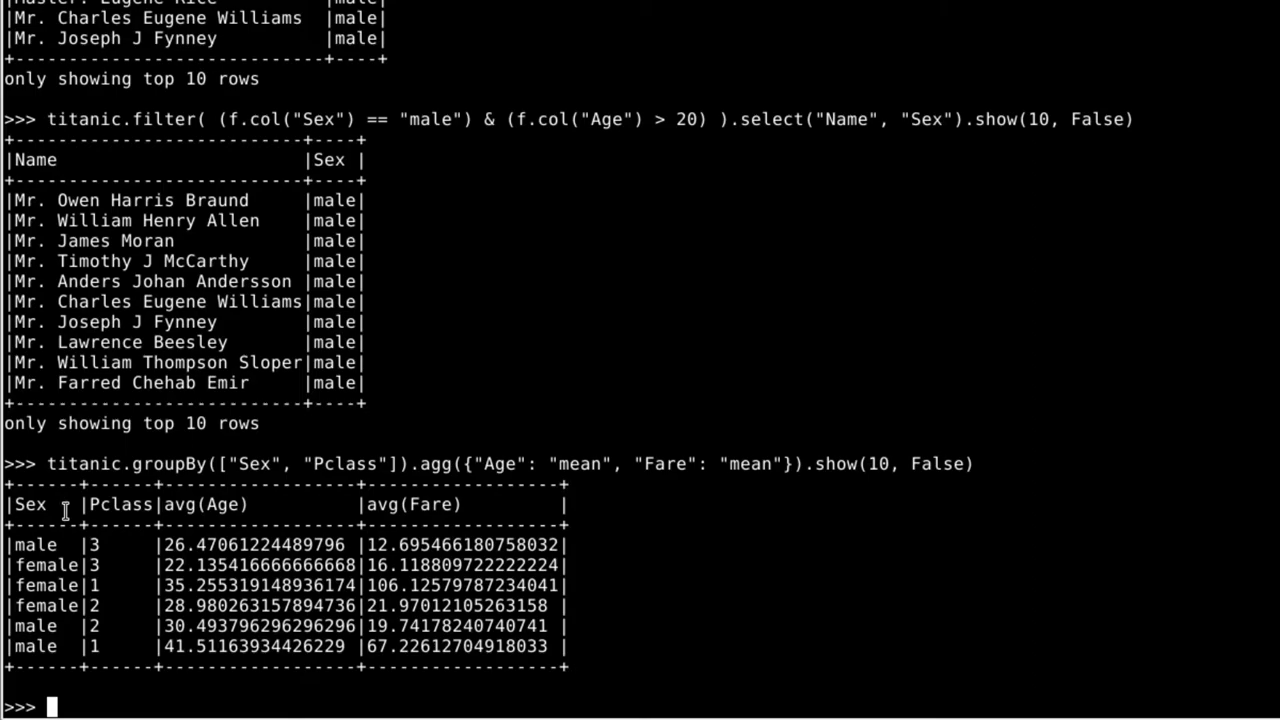 |Master. Eugene Rice         |male|
|Mr. Charles Eugene Williams  |male|
|Mr. Joseph J Fynney          |male|
+-----------------------------+----+
only showing top 10 rows
>>> titanic.filter( (f.col("Sex") == "male") & (f.col("Age") > 20) ).select("Name", "Sex").show(10, False)
+---------------------------+----+
|Name                       |Sex |
+---------------------------+----+
|Mr. Owen Harris Braund     |male|
|Mr. William Henry Allen    |male|
|Mr. James Moran            |male|
|Mr. Timothy J McCarthy     |male|
|Mr. Anders Johan Andersson |male|
|Mr. Charles Eugene Williams|male|
|Mr. Joseph J Fynney        |male|
|Mr. Lawrence Beesley       |male|
|Mr. William Thompson Sloper|male|
|Mr. Farred Chehab Emir     |male|
+---------------------------+----+
only showing top 10 rows
>>> titanic.groupBy(["Sex", "Pclass"]).agg({"Age": "mean", "Fare": "mean"}).show(10, False)
+------+------+------------------+------------------+
|Sex   |Pclass|avg(Age)          |avg(Fare)         |
+------+------+------------------+------------------+
|male  |3     |26.47061224489796 |12.695466180758032|
|female|3     |22.135416666666668|16.118809722222224|
|female|1     |35.255319148936174|106.12579787234041|
|female|2     |28.980263157894736|21.97012105263158 |
|male  |2     |30.493796296296296|19.74178240740741 |
|male  |1     |41.51163934426229 |67.22612704918033 |
+------+------+------------------+------------------+
>>>